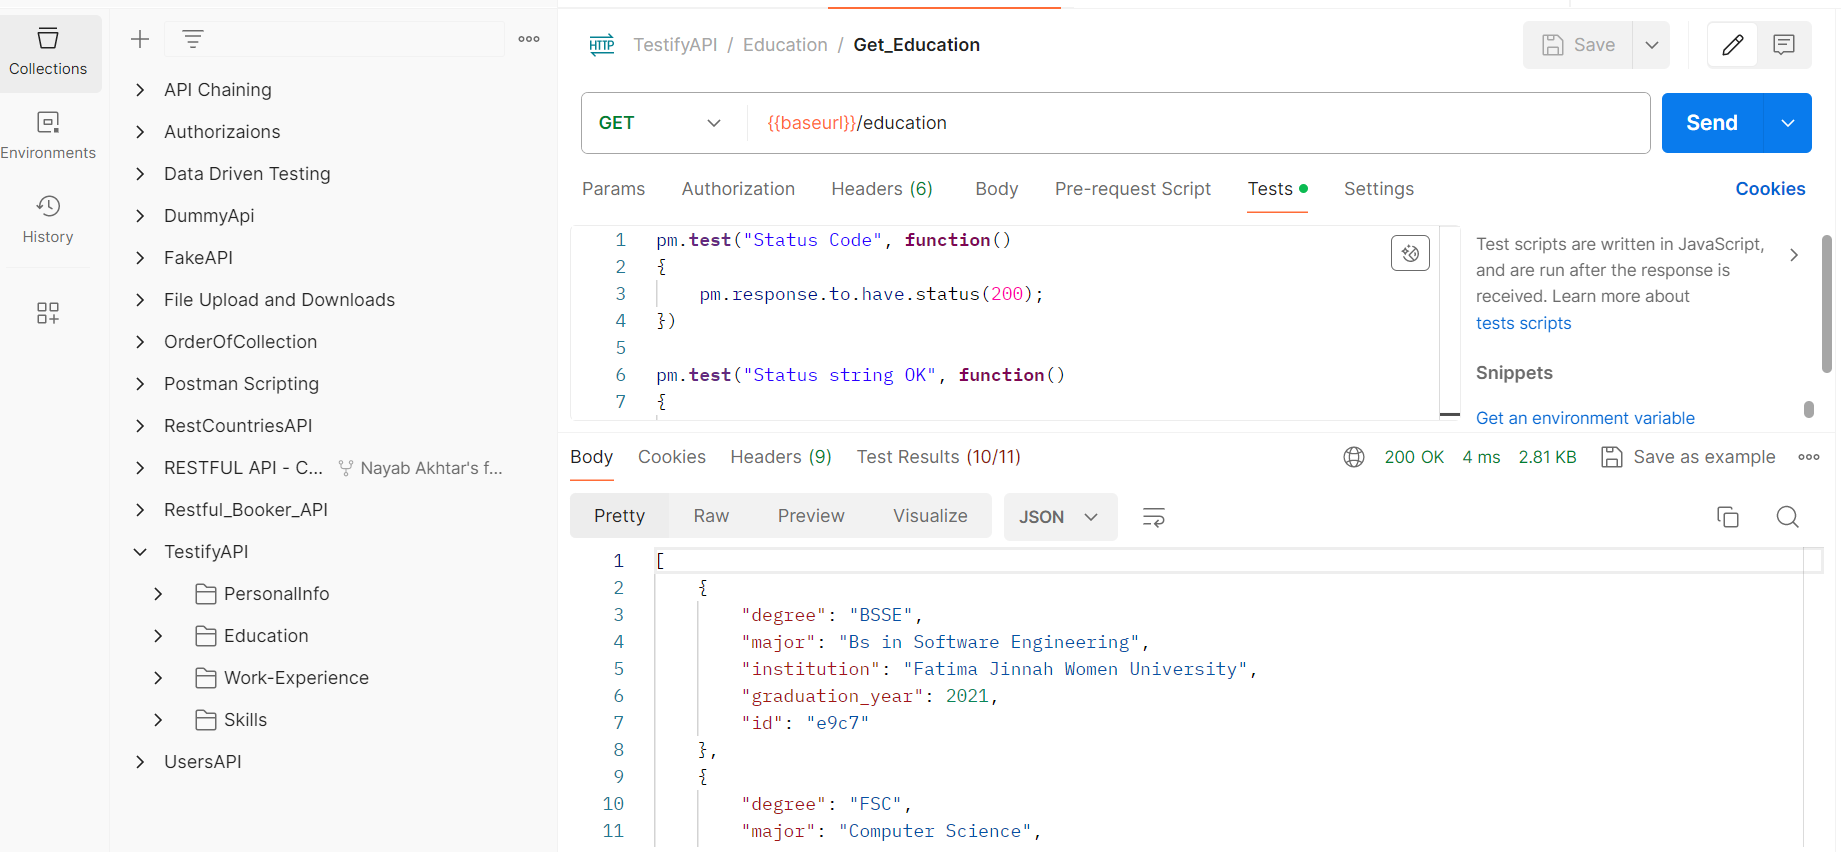 Collections
Environments
History
API Chaining
Authorizaions
Data Driven Testing
DummyApi
FakeAPI
File Upload and Downloads
OrderOfCollection
Postman Scripting
RestCountriesAPI
RESTFUL API - C... Nayab Akhtar's f...
Restful_Booker_API
TestifyAPI
PersonalInfo
Education
Work-Experience
Skills
UsersAPI
HTTP TestifyAPI / Education / Get_Education
Save
GET {{baseurl}}/education
Send
Params Authorization Headers (6) Body Pre-request Script Tests Settings Cookies
1 pm.test("Status Code", function()
2 {
3 pm.response.to.have.status(200);
4 })
5
6 pm.test("Status string OK", function()
7 {
Test scripts are written in JavaScript,
and are run after the response is
received. Learn more about
tests scripts
Snippets
Get an environment variable
Body Cookies Headers (9) Test Results (10/11) 200 OK 4 ms 2.81 KB Save as example
Pretty Raw Preview Visualize JSON
1 [
2 {
3 "degree": "BSSE",
4 "major": "Bs in Software Engineering",
5 "institution": "Fatima Jinnah Women University",
6 "graduation_year": 2021,
7 "id": "e9c7"
8 },
9 {
10 "degree": "FSC",
11 "major": "Computer Science",